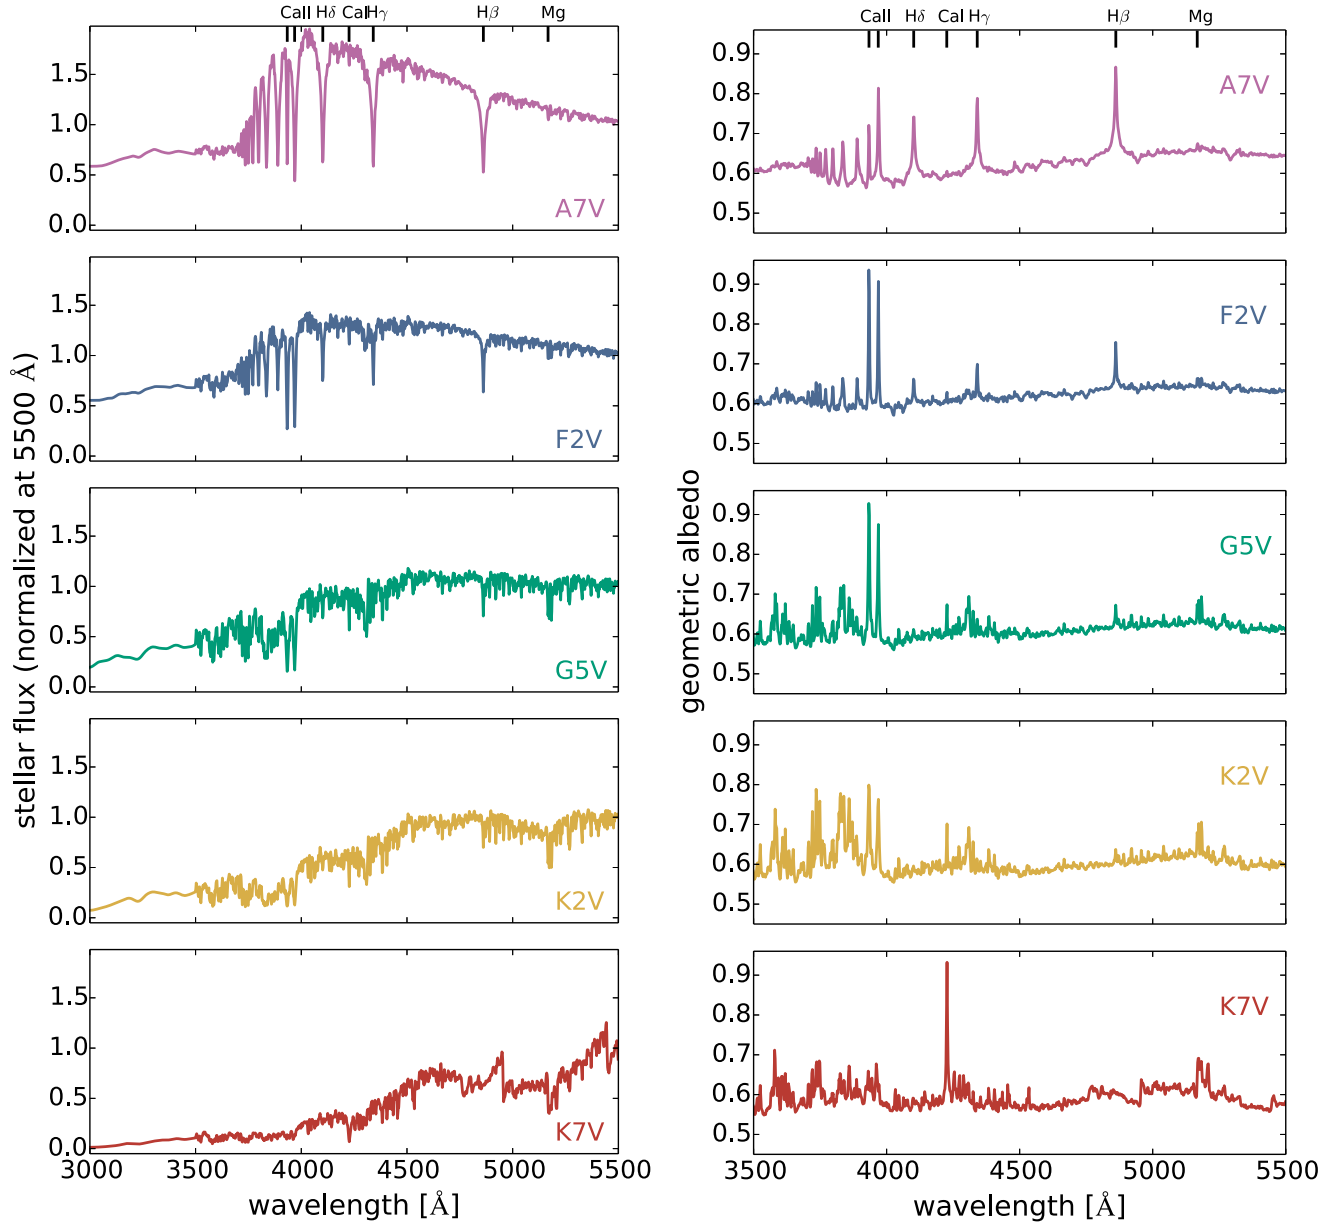 CaII Hδ CaI Hγ Hβ Mg
CaII Hδ CaI Hγ Hβ Mg
stellar flux (normalized at 5500 Å)
1.5
1.0
0.5
0.0
A7V
1.5
1.0
0.5
0.0
F2V
1.5
1.0
0.5
0.0
G5V
1.5
1.0
0.5
0.0
K2V
1.5
1.0
0.5
0.0
K7V
3000 3500 4000 4500 5000 5500
wavelength [Å]
geometric albedo
0.9
0.8
0.7
0.6
0.5
A7V
0.9
0.8
0.7
0.6
0.5
F2V
0.9
0.8
0.7
0.6
0.5
G5V
0.9
0.8
0.7
0.6
0.5
K2V
0.9
0.8
0.7
0.6
0.5
K7V
3500 4000 4500 5000 5500
wavelength [Å]